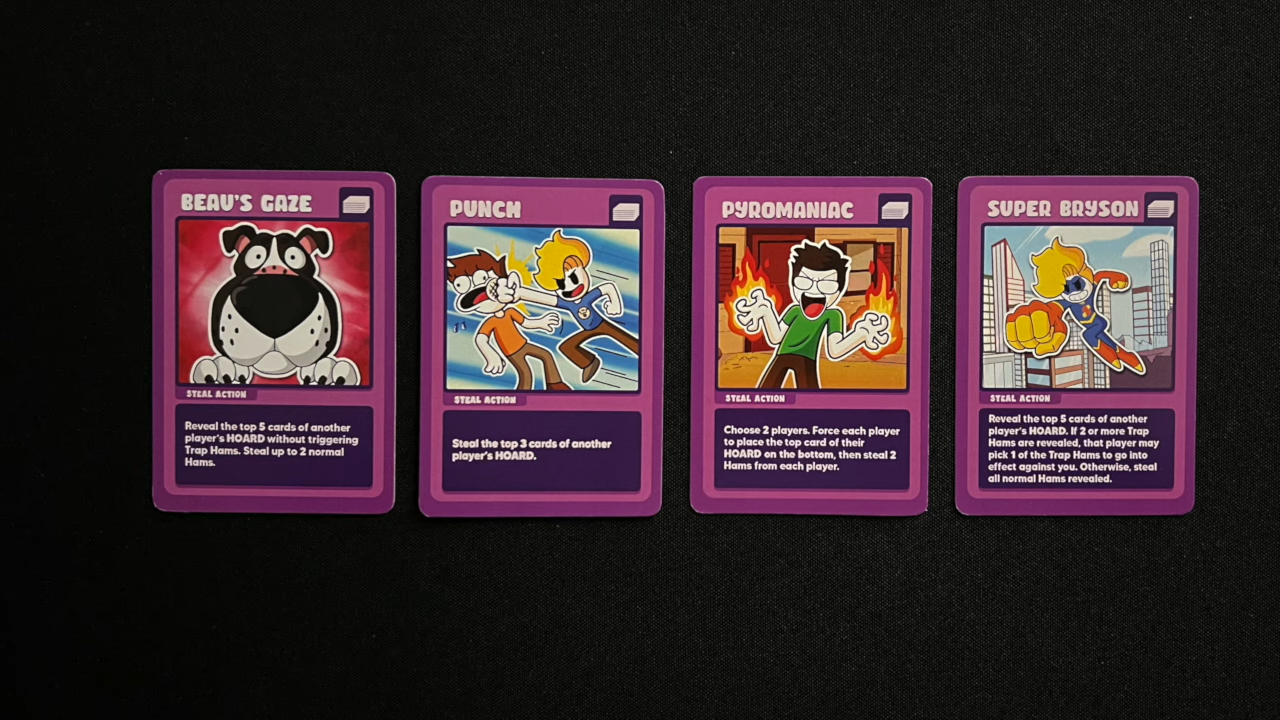 BEAU'S GAZE
STEAL ACTION
Reveal the top 5 cards of another
player's HOARD without triggering
Trap Hams. Steal up to 2 normal
Hams.
PUNCH
STEAL ACTION
Steal the top 3 cards of another
player's HOARD.
PYROMANIAC
STEAL ACTION
Choose 2 players. Force each player
to place the top card of their
HOARD on the bottom, then steal 2
Hams from each player.
SUPER BRYSON
STEAL ACTION
Reveal the top 5 cards of another
player's HOARD. If 2 or more Trap
Hams are revealed, that player may
pick 1 of the Trap Hams to go into
effect against you. Otherwise, steal
all normal Hams revealed.